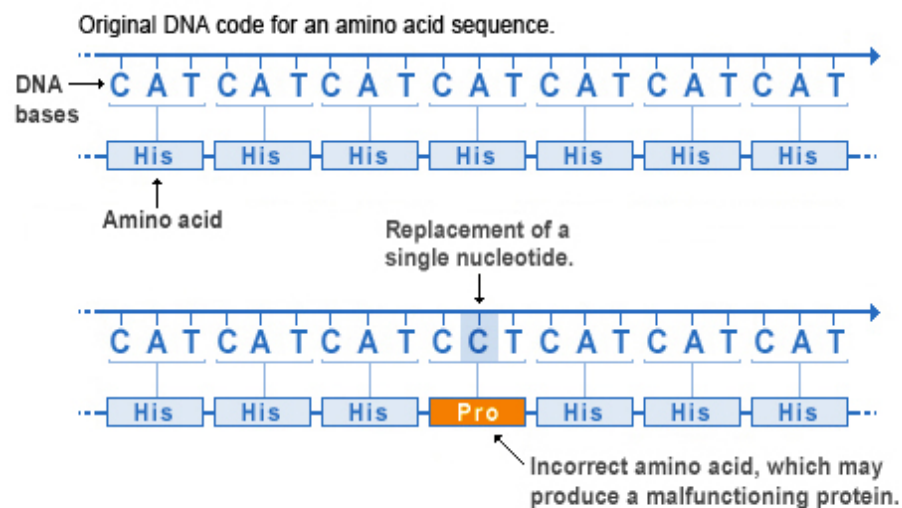 Original DNA code for an amino acid sequence.
DNA bases
C A T C A T C A T C A T C A T C A T C A T
His His His His His His His
Amino acid
Replacement of a
single nucleotide.
C A T C A T C A T C C T C A T C A T C A T
His His His Pro His His His
Incorrect amino acid, which may
produce a malfunctioning protein.